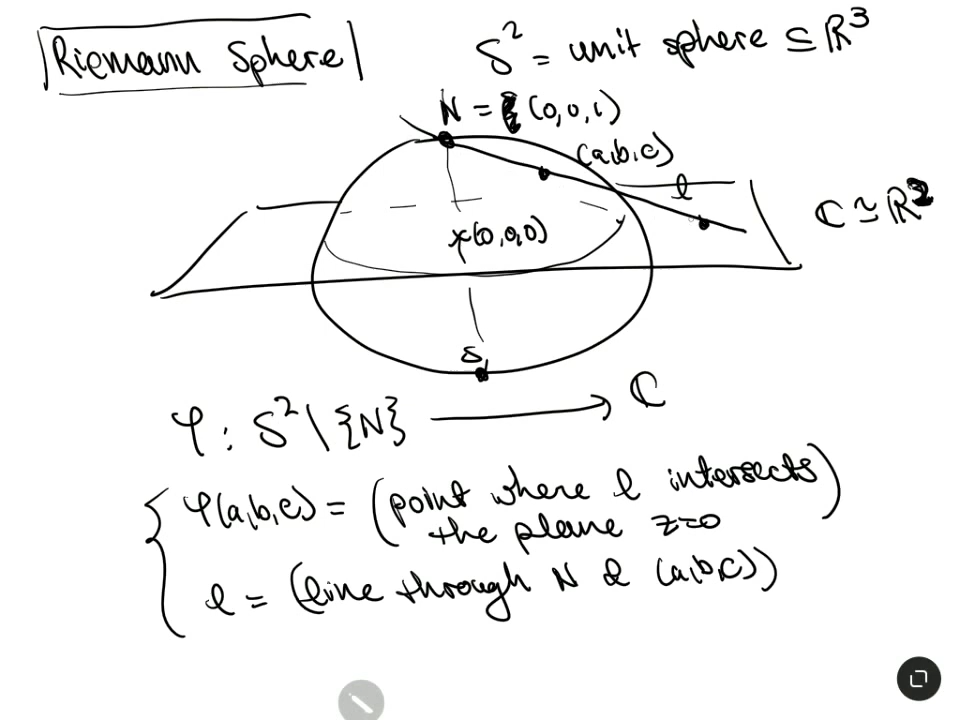 Riemann Sphere
S² = unit sphere ⊆ ℝ³
N = (0,0,1)
(a,b,c)
l
ℂ ≃ ℝ²
(0,0,0)
S
φ : S² \ {N} → ℂ
φ(a,b,c) = (point where l intersects
the plane z=0)
l = (line through N & (a,b,c))